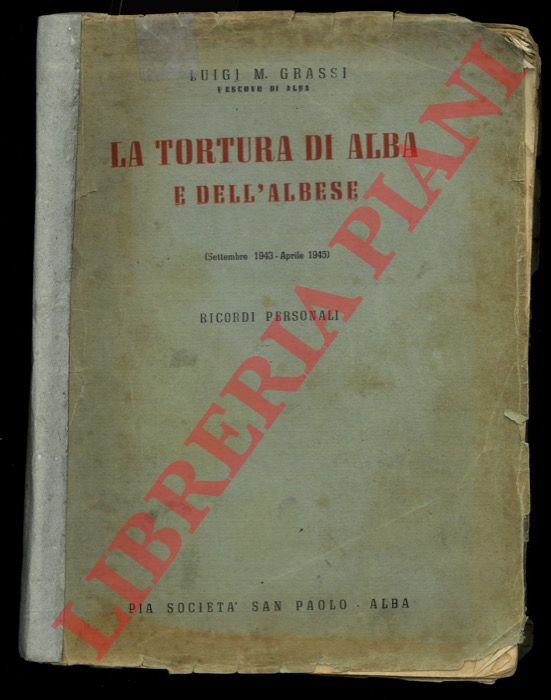 LUIGI M. GRASSI
VESCOVO DI ALBA
LA TORTURA DI ALBA
E DELL'ALBESE
(Settembre 1943 - Aprile 1945)
RICORDI PERSONALI
PIA SOCIETA' SAN PAOLO - ALBA
LIBRERIA PIANI